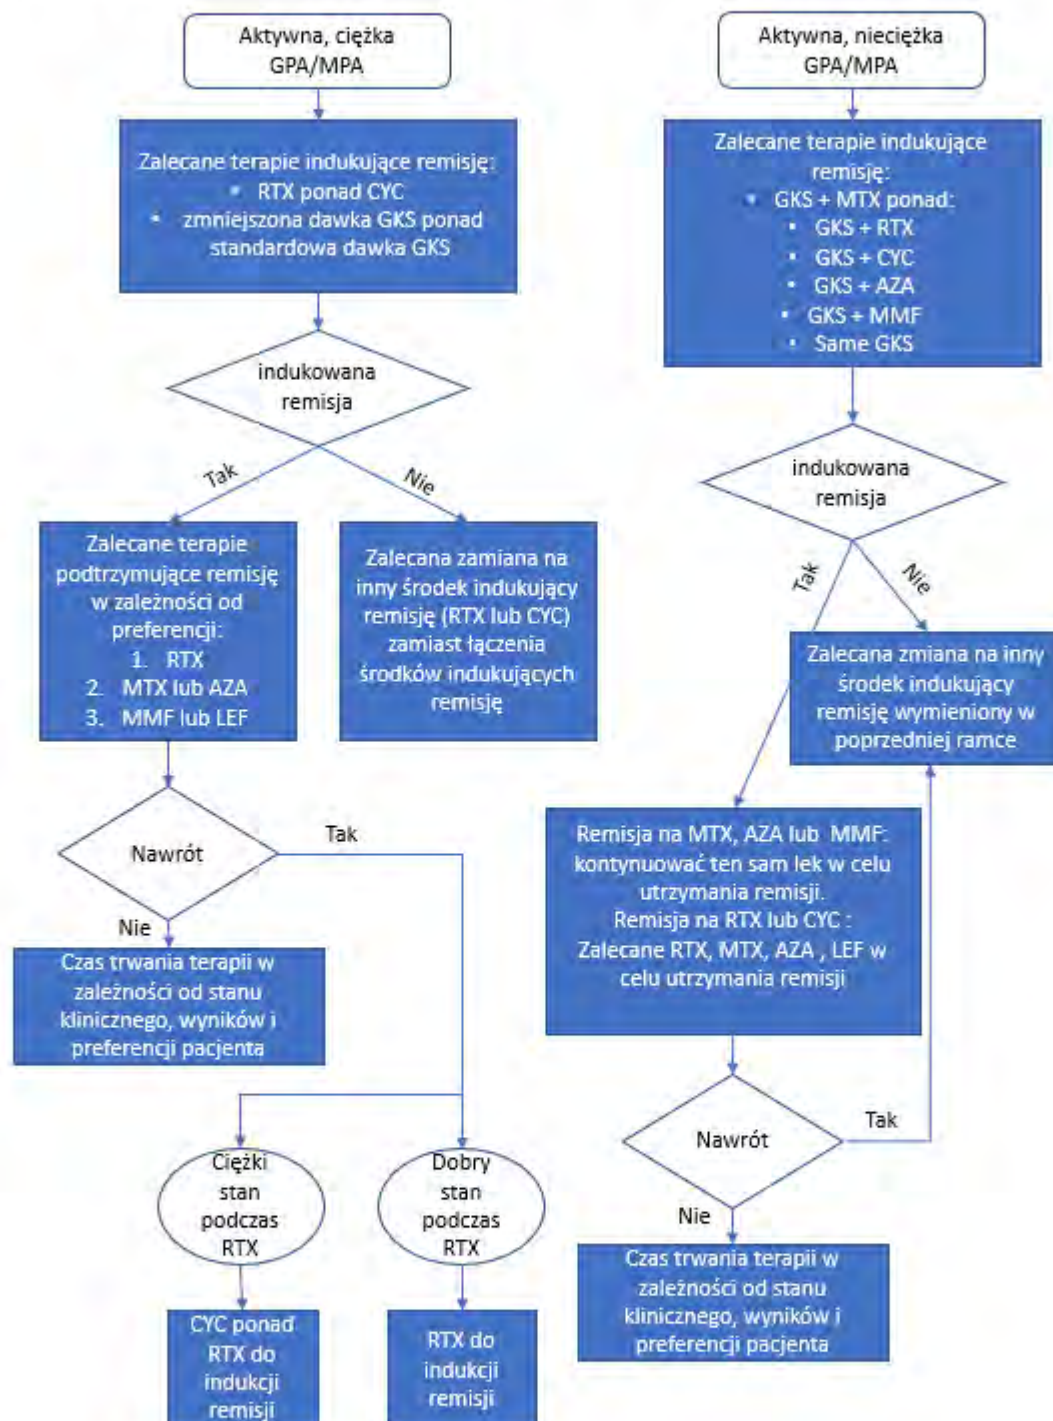 Aktywna, ciężka
GPA/MPA
Zalecane terapie indukujące remisję:
• RTX ponad CYC
• zmniejszona dawka GKS ponad
standardowa dawka GKS
indukowana
remisja
Tak
Nie
Zalecane terapie
podtrzymujące remisję
w zależności od
preferencji:
1. RTX
2. MTX lub AZA
3. MMF lub LEF
Zalecana zamiana na
inny środek indukujący
remisję (RTX lub CYC)
zamiast łączenia
środków indukujących
remisję
Nawrót
Tak
Nie
Czas trwania terapii w
zależności od stanu
klinicznego, wyników i
preferencji pacjenta
Ciężki
stan
podczas
RTX
Dobry
stan
podczas
RTX
CYC ponad
RTX do
indukcji
remisji
RTX do
indukcji
remisji
Aktywna, nieciężka
GPA/MPA
Zalecane terapie indukujące
remisję:
• GKS + MTX ponad:
• GKS + RTX
• GKS + CYC
• GKS + AZA
• GKS + MMF
• Same GKS
indukowana
remisja
Tak
Nie
Zalecana zmiana na inny
środek indukujący
remisję wymieniony w
poprzedniej ramce
Remisja na MTX, AZA lub MMF:
kontynuować ten sam lek w celu
utrzymania remisji.
Remisja na RTX lub CYC :
Zalecane RTX, MTX, AZA , LEF w
celu utrzymania remisji
Nawrót
Tak
Nie
Czas trwania terapii w
zależności od stanu
klinicznego, wyników i
preferencji pacjenta